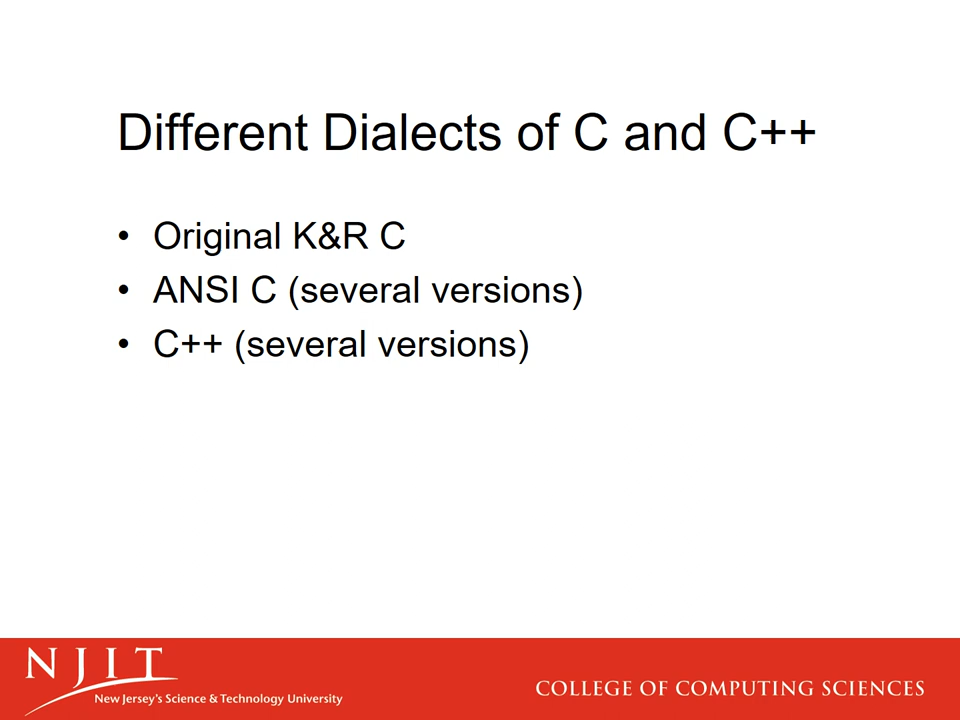 Different Dialects of C and C++
• Original K&R C
• ANSI C (several versions)
• C++ (several versions)
NJIT
New Jersey's Science & Technology University
COLLEGE OF COMPUTING SCIENCES